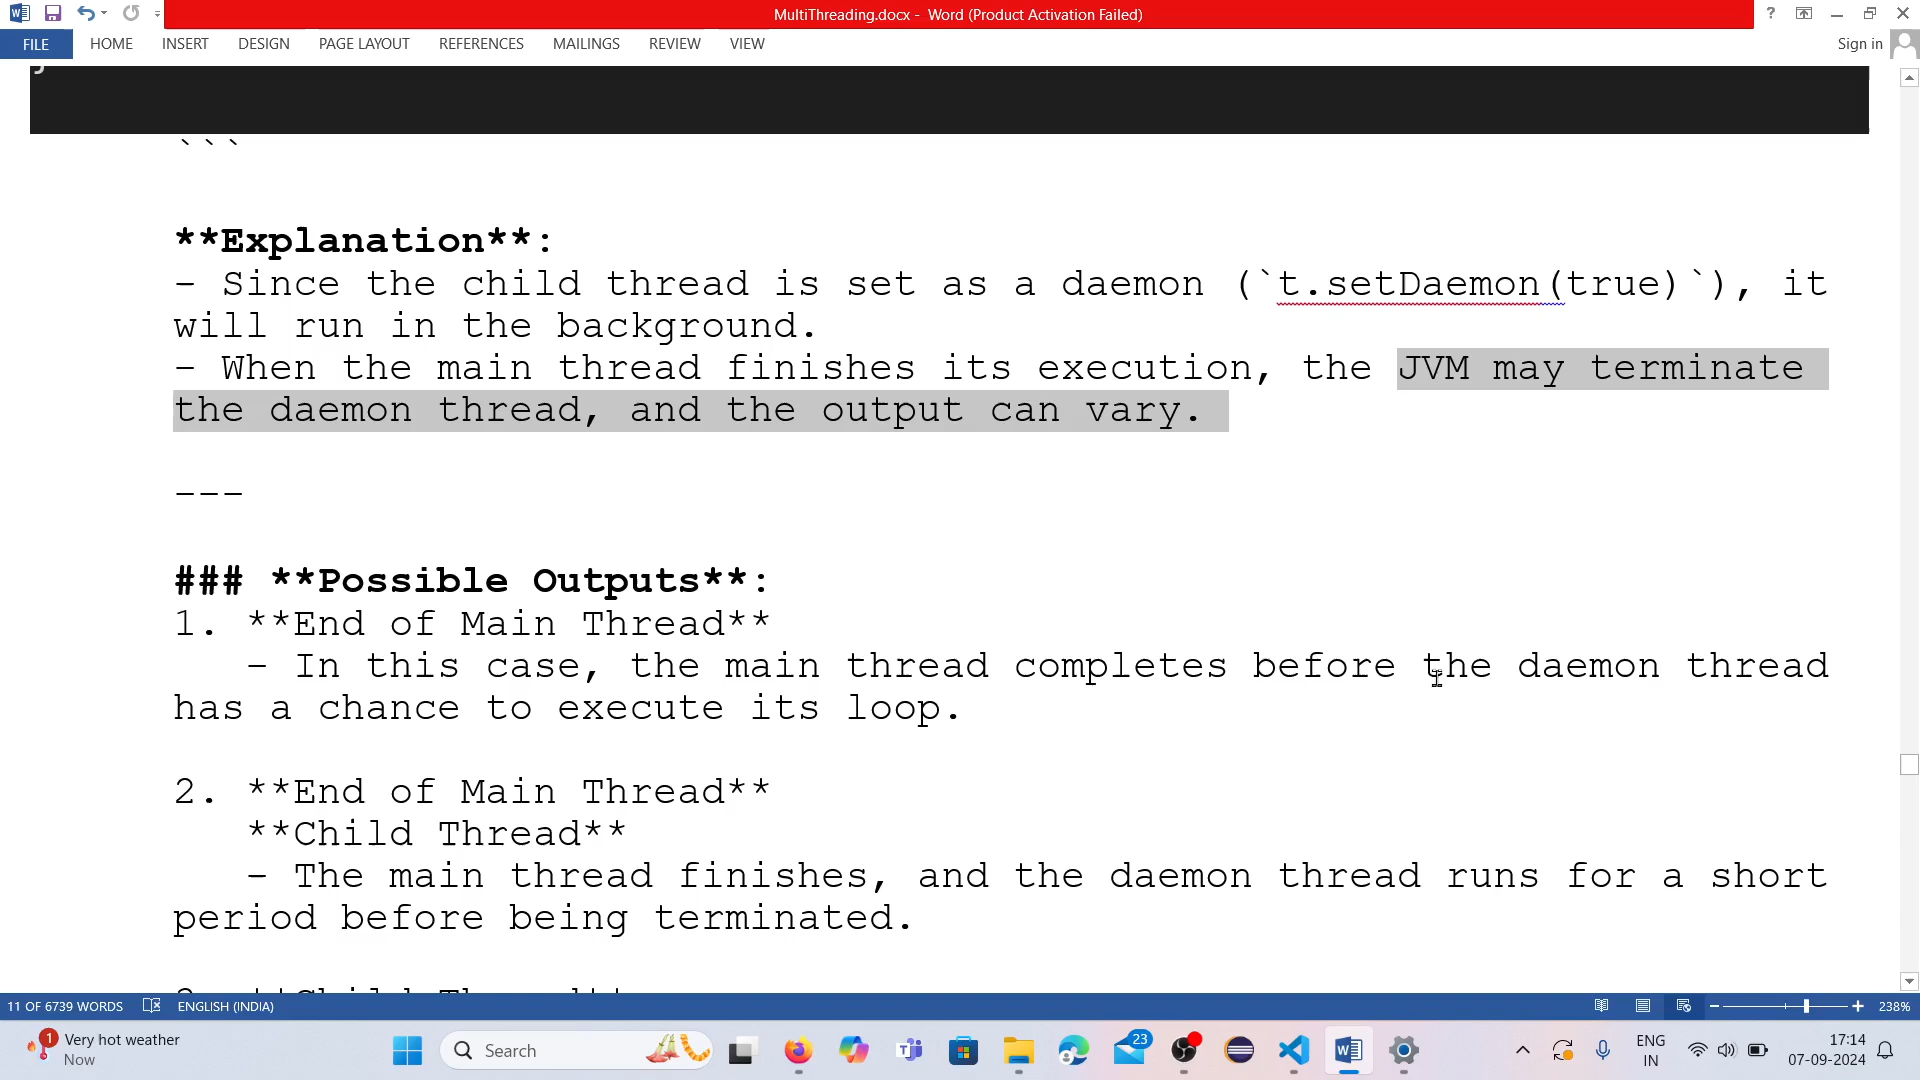 MultiThreading.docx - Word (Product Activation Failed)
FILE HOME INSERT DESIGN PAGE LAYOUT REFERENCES MAILINGS REVIEW VIEW Sign in
```
**Explanation**:
- Since the child thread is set as a daemon (`t.setDaemon(true)`), it
will run in the background.
- When the main thread finishes its execution, the JVM may terminate
the daemon thread, and the output can vary.
---
### **Possible Outputs**:
1. **End of Main Thread**
- In this case, the main thread completes before the daemon thread
has a chance to execute its loop.
2. **End of Main Thread**
**Child Thread**
- The main thread finishes, and the daemon thread runs for a short
period before being terminated.
11 OF 6739 WORDS ENGLISH (INDIA) 238%
1 Very hot weather
Now
Search
23
ENG
IN
17:14
07-09-2024